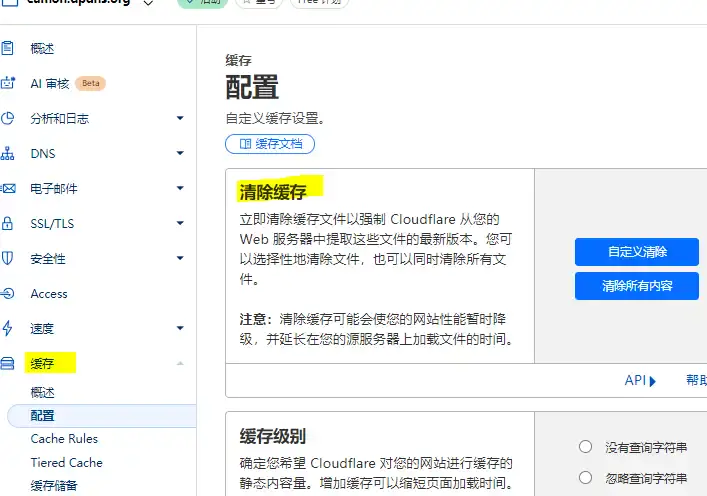 活动
Free 计划
概述
AI 审核 Beta
分析和日志
DNS
电子邮件
SSL/TLS
安全性
Access
速度
缓存
概述
配置
Cache Rules
Tiered Cache
缓存储备
缓存
配置
自定义缓存设置。
缓存文档
清除缓存
立即清除缓存文件以强制 Cloudflare 从您的
Web 服务器中提取这些文件的最新版本。您可
以选择性地清除文件，也可以同时清除所有文
件。
注意：清除缓存可能会使您的网站性能暂时降
级，并延长在您的源服务器上加载文件的时间。
自定义清除
清除所有内容
API
帮助
缓存级别
确定您希望 Cloudflare 对您的网站进行缓存的
静态内容量。增加缓存可以缩短页面加载时间。
没有查询字符串
忽略查询字符串